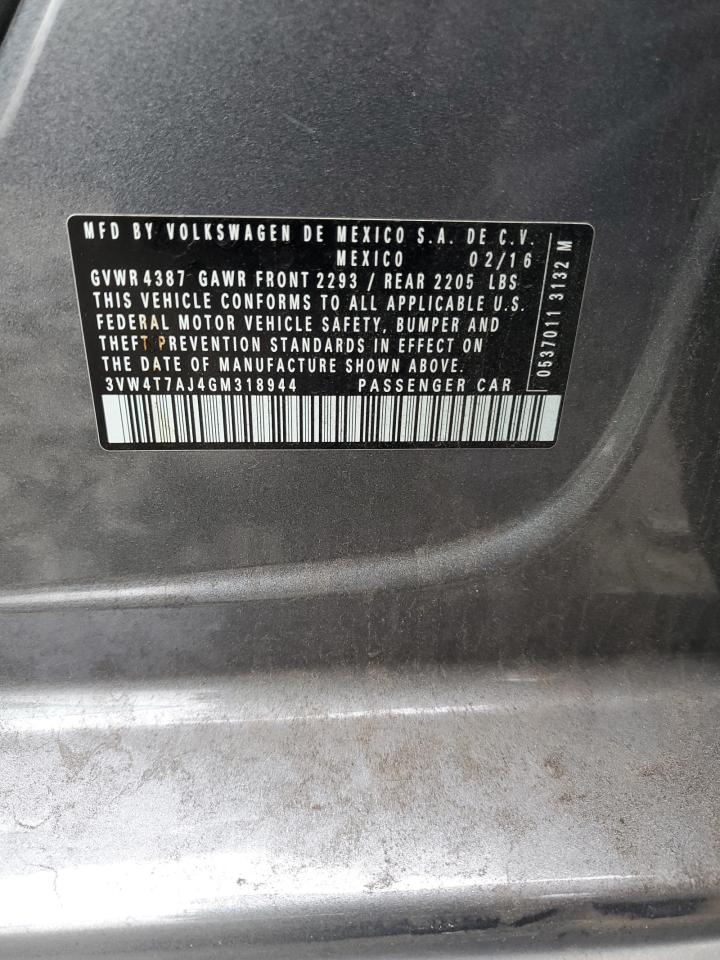 MFD BY VOLKSWAGEN DE MEXICO S.A. DE C.V.
MEXICO 02/16
GVWR 4387 GAWR FRONT 2293 / REAR 2205 LBS
THIS VEHICLE CONFORMS TO ALL APPLICABLE U.S.
FEDERAL MOTOR VEHICLE SAFETY, BUMPER AND
THEFT PREVENTION STANDARDS IN EFFECT ON
THE DATE OF MANUFACTURE SHOWN ABOVE.
3VW4T7AJ4GM318944 PASSENGER CAR
0537011 3132 M